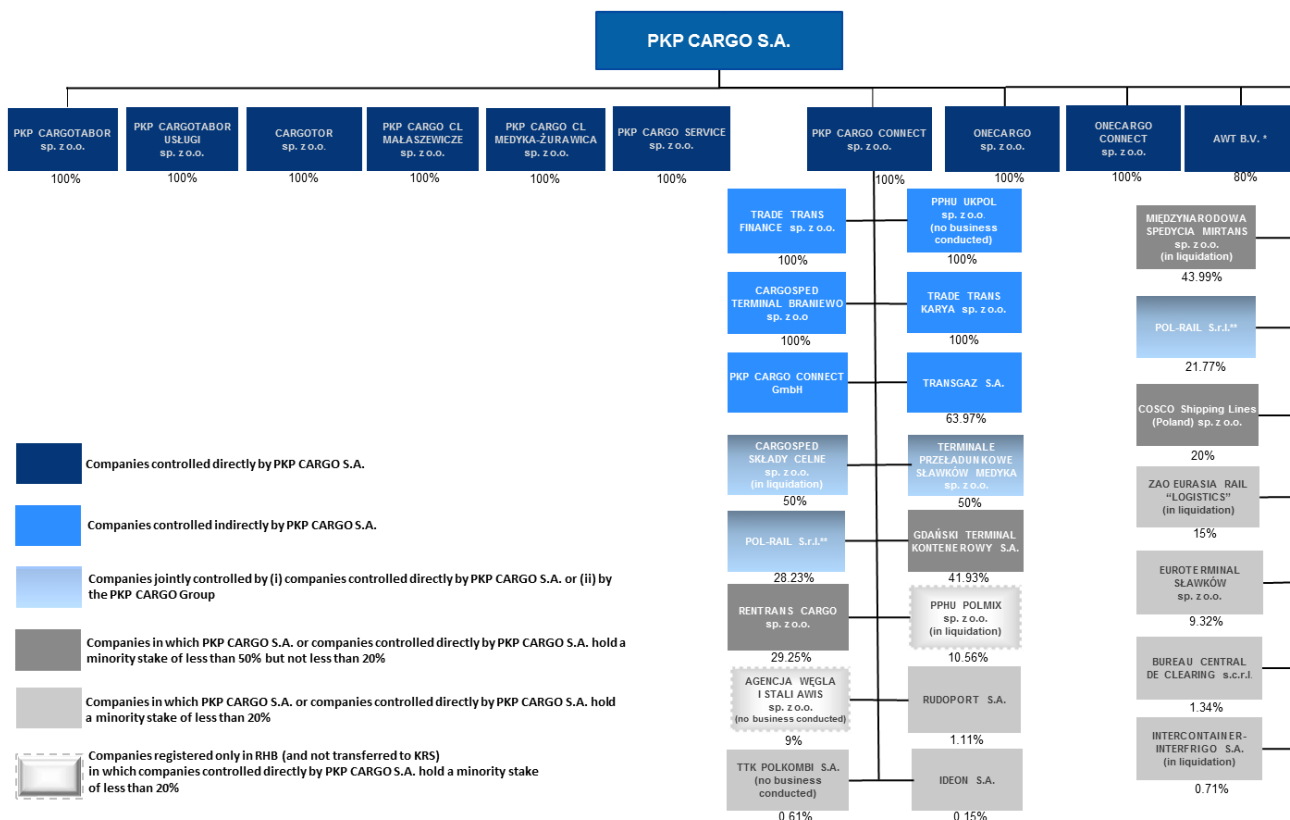 PKP CARGO S.A.
PKP CARGOTABOR
sp. z o.o.
100%
PKP CARGOTABOR
USŁUGI
sp. z o.o.
100%
CARGOTOR
sp. z o.o.
100%
PKP CARGO CL
MAŁASZEWICZE
sp. z o.o.
100%
PKP CARGO CL
MEDYKA-ŻURAWICA
sp. z o.o.
100%
PKP CARGO SERVICE
sp. z o.o.
100%
PKP CARGO CONNECT
sp. z o.o.
100%
ONECARGO
sp. z o.o.
100%
ONECARGO
CONNECT
sp. z o.o.
100%
AWT B.V. *
80%
TRADE TRANS
FINANCE sp. z o.o.
100%
PPHU UKPOL
sp. z o.o.
(no business
conducted)
100%
CARGOSPED
TERMINAL BRANIEWO
sp. z o.o
100%
TRADE TRANS
KARYA sp. z o.o.
100%
PKP CARGO CONNECT
GmbH
TRANSGAZ S.A.
63.97%
CARGOSPED
SKŁADY CELNE
sp. z o.o.
(in liquidation)
50%
TERMINALE
PRZEŁADUNKOWE
SŁAWKÓW MEDYKA
sp. z o.o.
50%
POL-RAIL S.r.l.**
28.23%
GDAŃSKI TERMINAL
KONTENEROWY S.A.
41.93%
RENTRANS CARGO
sp. z o.o.
29.25%
PPHU POLMIX
sp. z o.o.
(in liquidation)
10.56%
AGENCJA WĘGLA
I STALI AWIS
sp. z o.o.
(no business conducted)
9%
RUDOPORT S.A.
1.11%
TTK POLKOMBI S.A.
(no business
conducted)
0.61%
IDEON S.A.
0.15%
MIĘDZYNARODOWA
SPEDYCJA MIRTANS
sp. z o.o.
(in liquidation)
43.99%
POL-RAIL S.r.l.**
21.77%
COSCO Shipping Lines
(Poland) sp. z o.o.
20%
ZAO EURASIA RAIL
“LOGISTICS”
(in liquidation)
15%
EUROTERMINAL
SŁAWKÓW
sp. z o.o.
9.32%
BUREAU CENTRAL
DE CLEARING s.c.r.l.
1.34%
INTERCONTAINER-
INTERFRIGO S.A.
(in liquidation)
0.71%
Companies controlled directly by PKP CARGO S.A.
Companies controlled indirectly by PKP CARGO S.A.
Companies jointly controlled by (i) companies controlled directly by PKP CARGO S.A. or (ii) by
the PKP CARGO Group
Companies in which PKP CARGO S.A. or companies controlled directly by PKP CARGO S.A. hold a
minority stake of less than 50% but not less than 20%
Companies in which PKP CARGO S.A. or companies controlled directly by PKP CARGO S.A. hold
a minority stake of less than 20%
Companies registered only in RHB (and not transferred to KRS)
in which companies controlled directly by PKP CARGO S.A. hold a minority stake
of less than 20%